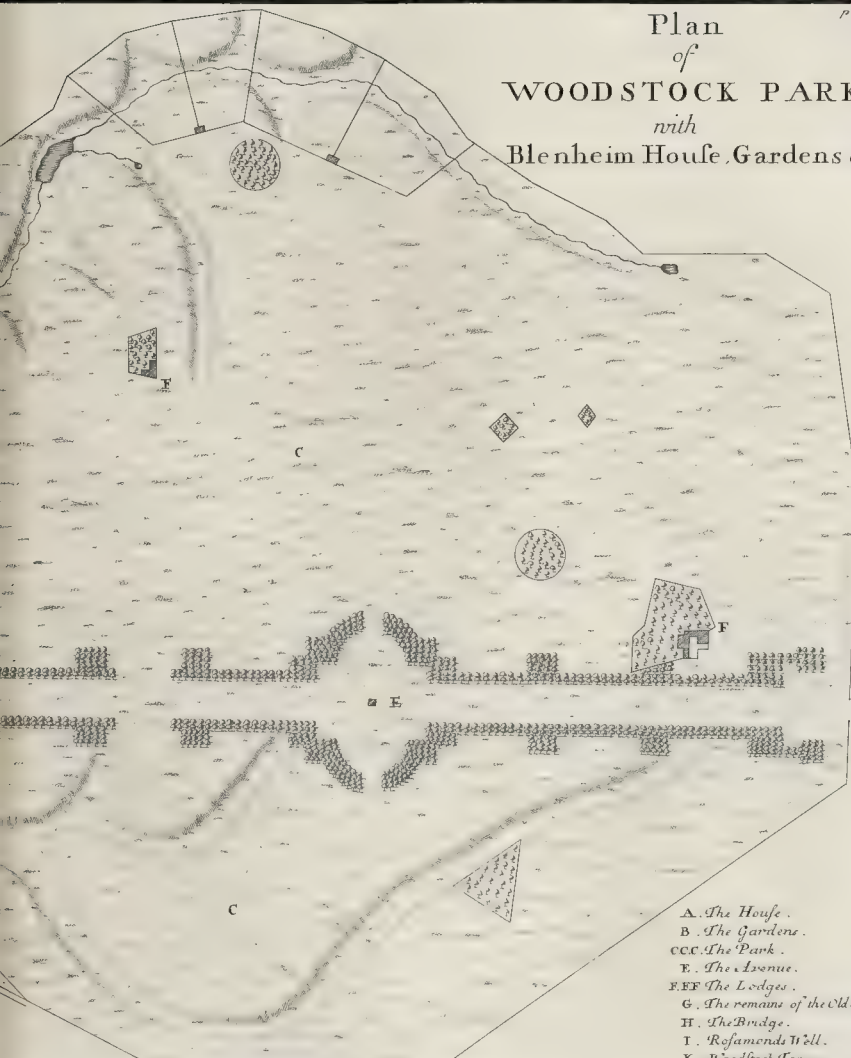 P
Plan
of
WOODSTOCK PARK
with
Blenheim Houſe, Gardens
F
C
F
E
C
A. The Houſe.
B. The Gardens.
CCC. The Park.
E. The Avenue.
F.FF The Lodges.
G. The remains of the Old
H. The Bridge.
I. Roſamonds Well.
K.